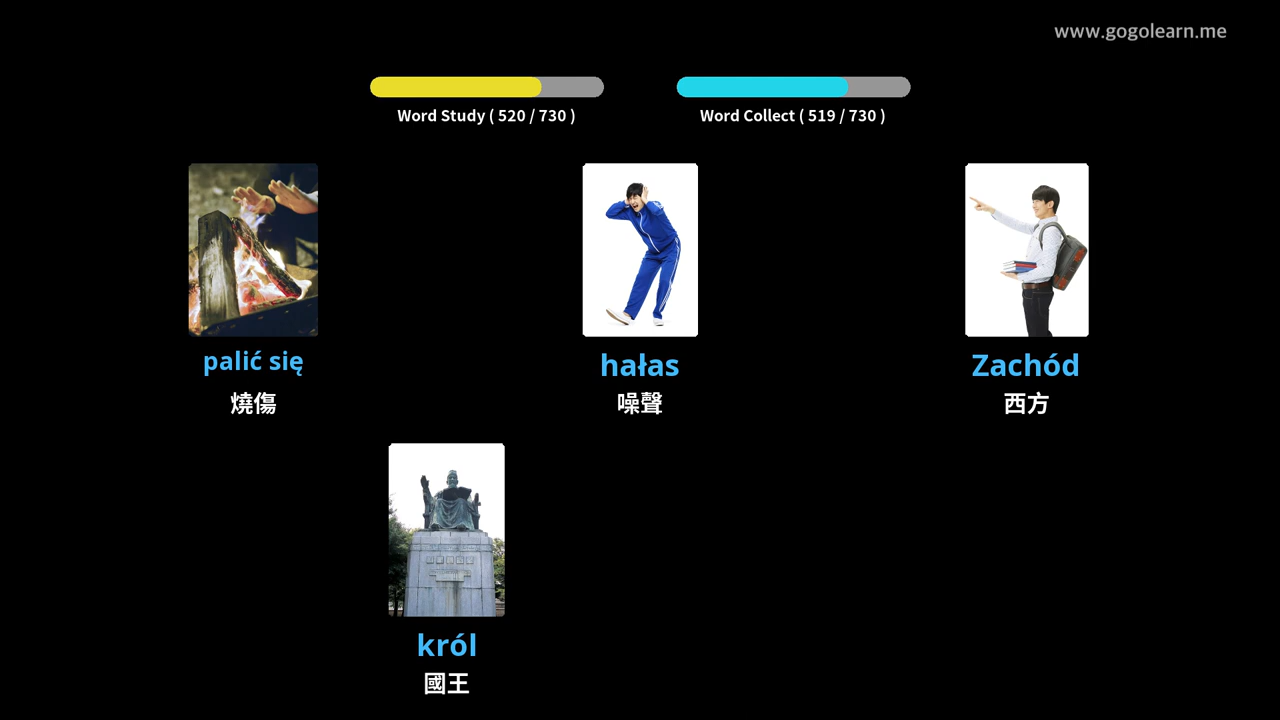 www.gogolearn.me
Word Study ( 520 / 730 )
Word Collect ( 519 / 730 )
palić się
燒傷
hałas
噪聲
Zachód
西方
król
國王